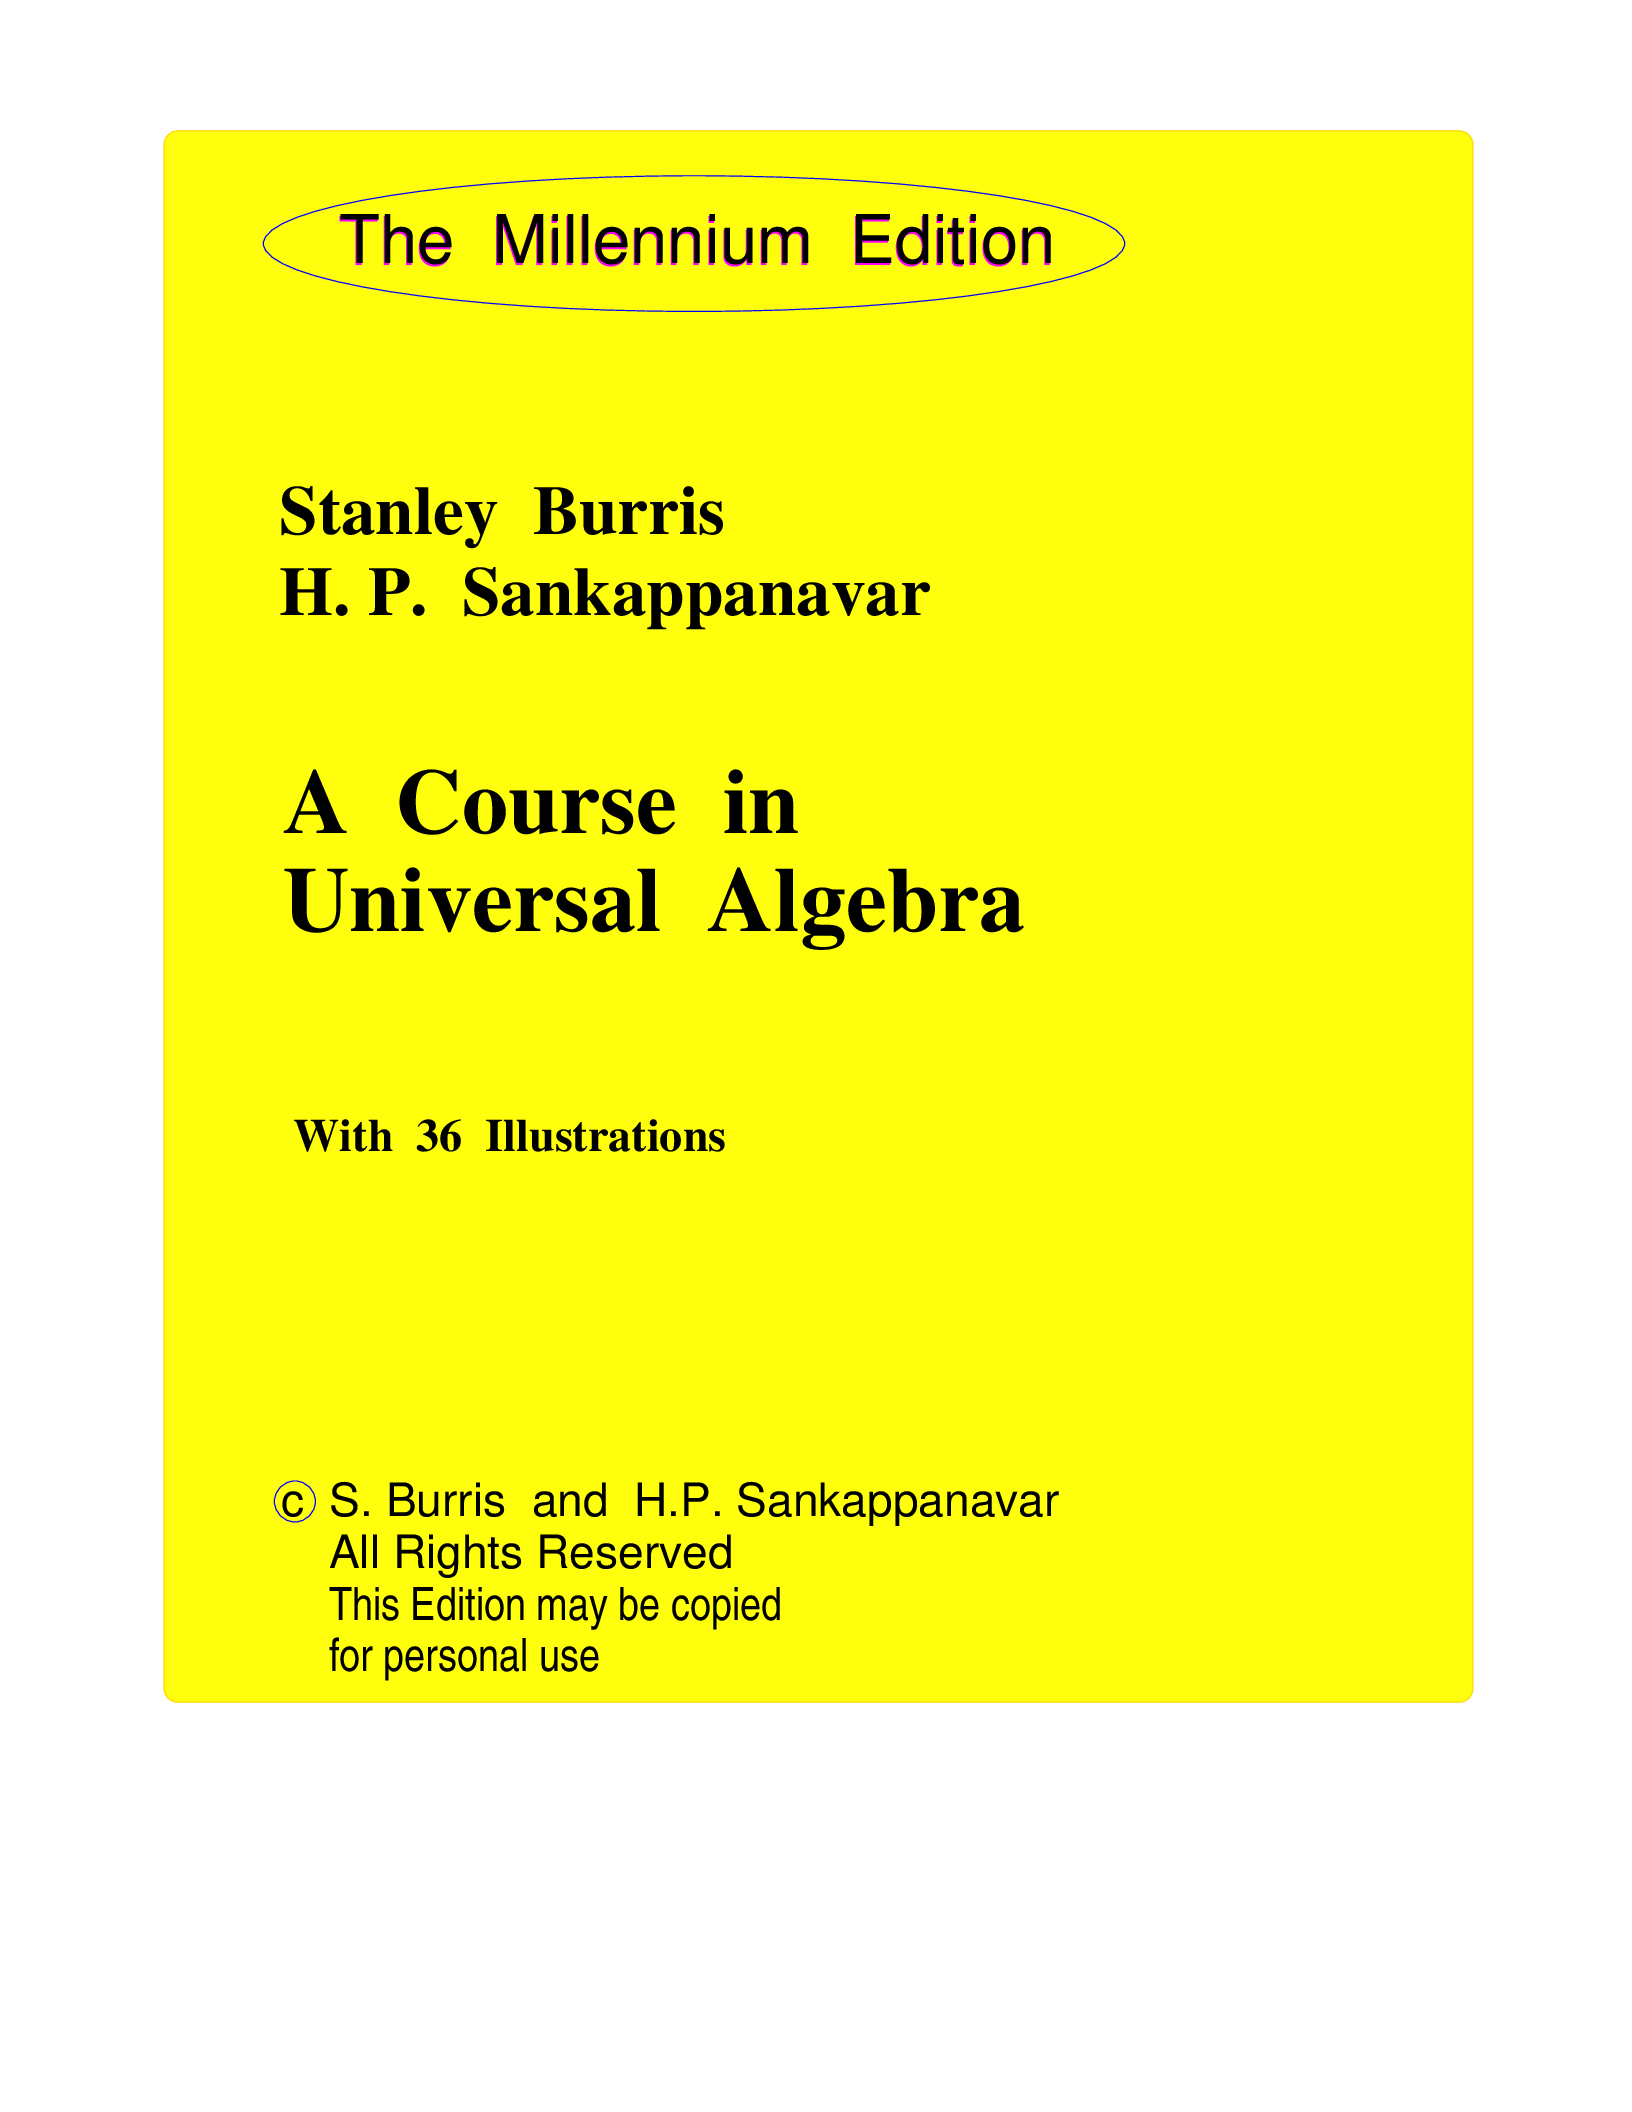 The Millennium Edition
Stanley Burris
H. P. Sankappanavar
A Course in
Universal Algebra
With 36 Illustrations
© S. Burris and H.P. Sankappanavar
All Rights Reserved
This Edition may be copied
for personal use